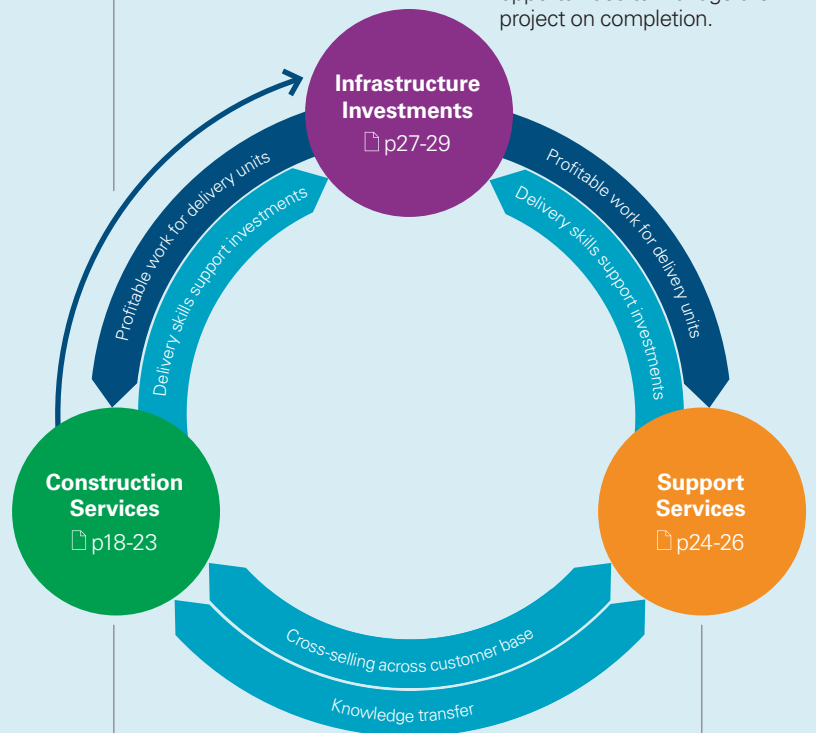 project on completion.
Infrastructure
Investments
p27-29
Profitable work for delivery units
Delivery skills support investments
Profitable work for delivery units
Delivery skills support investments
Construction
Services
p18-23
Support
Services
p24-26
Cross-selling across customer base
Knowledge transfer